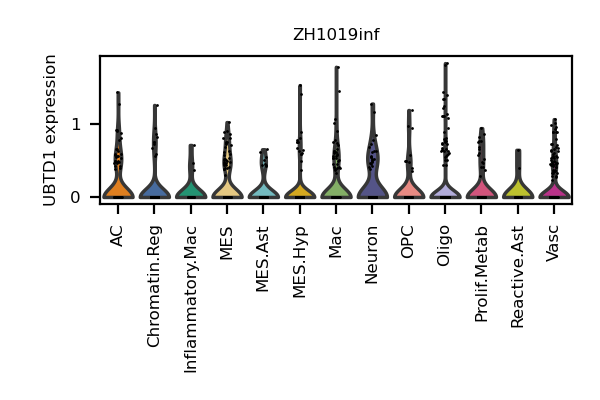 ZH1019inf
UBTD1 expression
1
0
AC
Chromatin.Reg
Inflammatory.Mac
MES
MES.Ast
MES.Hyp
Mac
Neuron
OPC
Oligo
Prolif.Metab
Reactive.Ast
Vasc